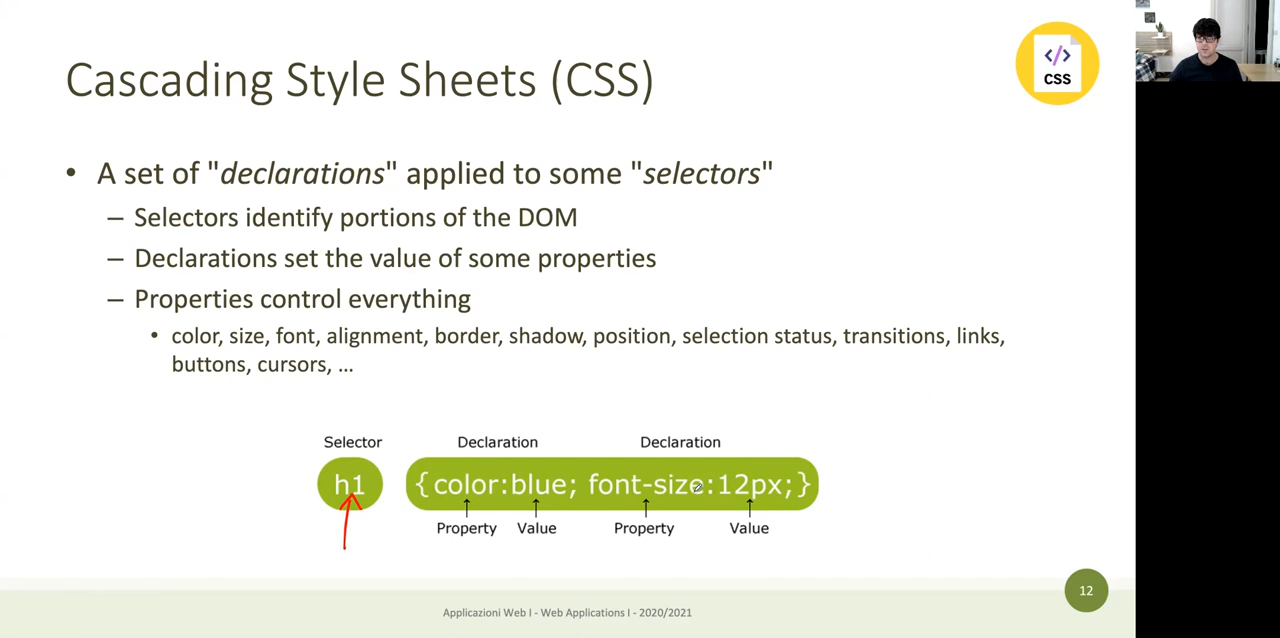 Cascading Style Sheets (CSS)
</>
CSS
• A set of "declarations" applied to some "selectors"
– Selectors identify portions of the DOM
– Declarations set the value of some properties
– Properties control everything
• color, size, font, alignment, border, shadow, position, selection status, transitions, links,
buttons, cursors, ...
Selector Declaration Declaration
h1 {color:blue; font-size:12px;}
Property Value Property Value
12
Applicazioni Web I - Web Applications I - 2020/2021